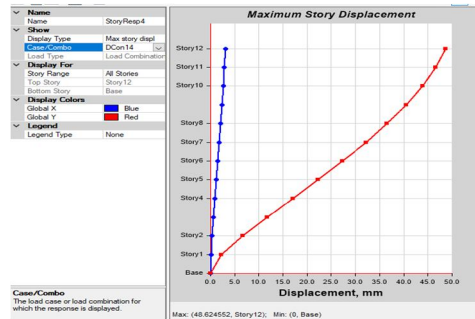 Name
Name StoryResp4
Show
Display Type Max story displ
Case/Combo DCon14
Load Type Load Combination
Display For
Story Range All Stories
Top Story Story12
Bottom Story Base
Display Colors
Global X Blue
Global Y Red
Legend
Legend Type None
Case/Combo
The load case or load combination for
which the response is displayed.
Maximum Story Displacement
Story12
Story11
Story10
Story8
Story7
Story6
Story5
Story4
Story2
Story1
Base
0.0 5.0 10.0 15.0 20.0 25.0 30.0 35.0 40.0 45.0 50.0
Displacement, mm
Max: (48.624552, Story12); Min: (0, Base)